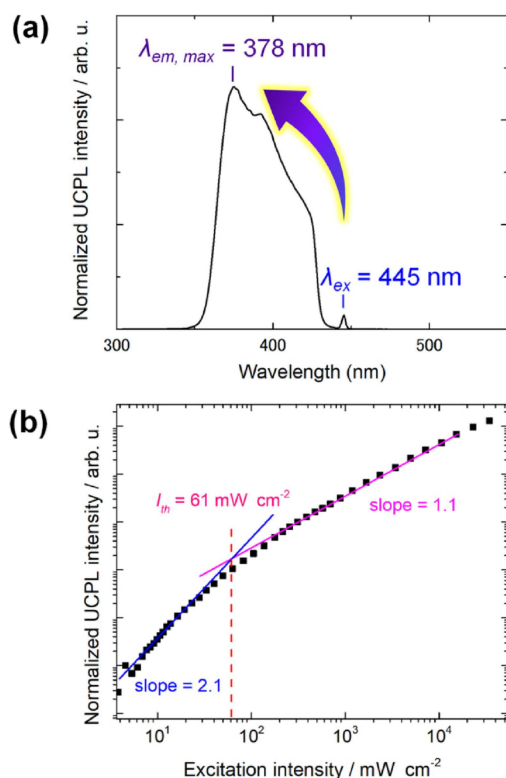 (a)
λem, max = 378 nm
λex = 445 nm
Normalized UCPL intensity / arb. u.
300
400
500
Wavelength (nm)
(b)
Ith = 61 mW cm-2
slope = 1.1
slope = 2.1
Normalized UCPL intensity / arb. u.
10¹
10²
10³
10⁴
Excitation intensity / mW cm-2